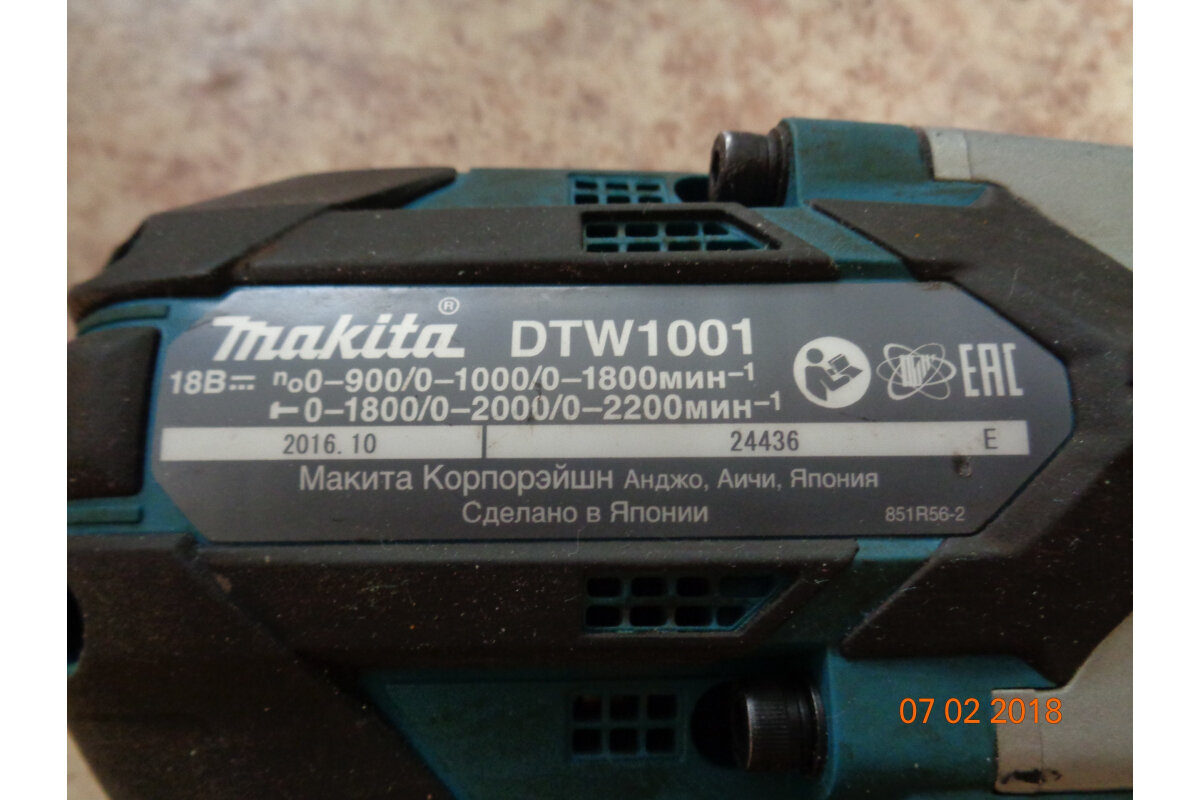 makita® DTW1001
18В⎓ n₀0–900/0–1000/0–1800мин⁻¹
0–1800/0–2000/0–2200мин⁻¹
EAC
2016.10 24436 E
Макита Корпорэйшн Анджо, Аичи, Япония
Сделано в Японии 851R56-2
07 02 2018